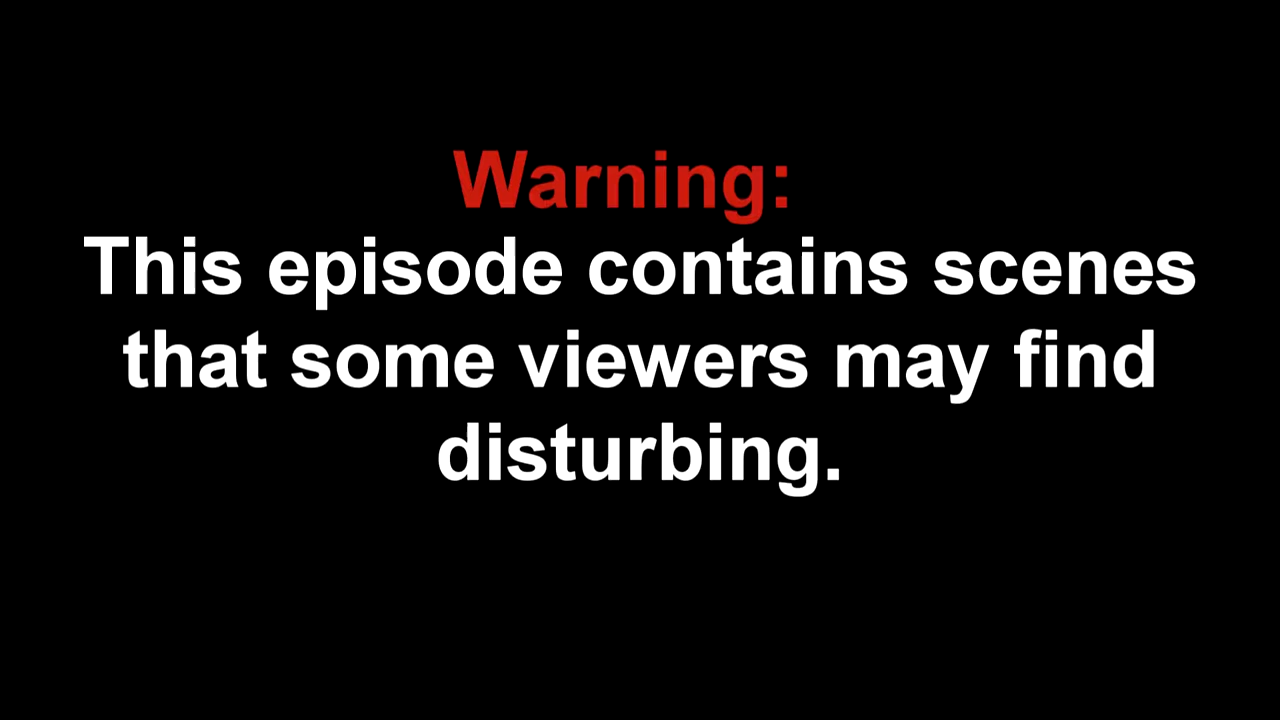 Warning:
This episode contains scenes
that some viewers may find
disturbing.